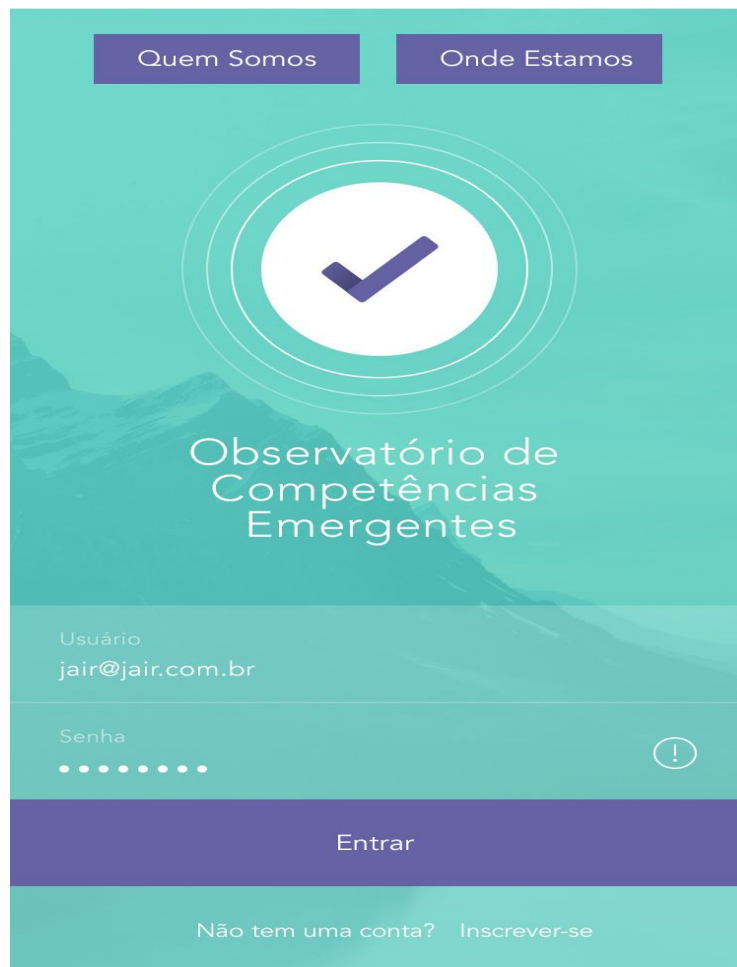 Quem Somos Onde Estamos
Observatório de
Competências
Emergentes
Usuário
jair@jair.com.br
Senha
Entrar
Não tem uma conta? Inscrever-se